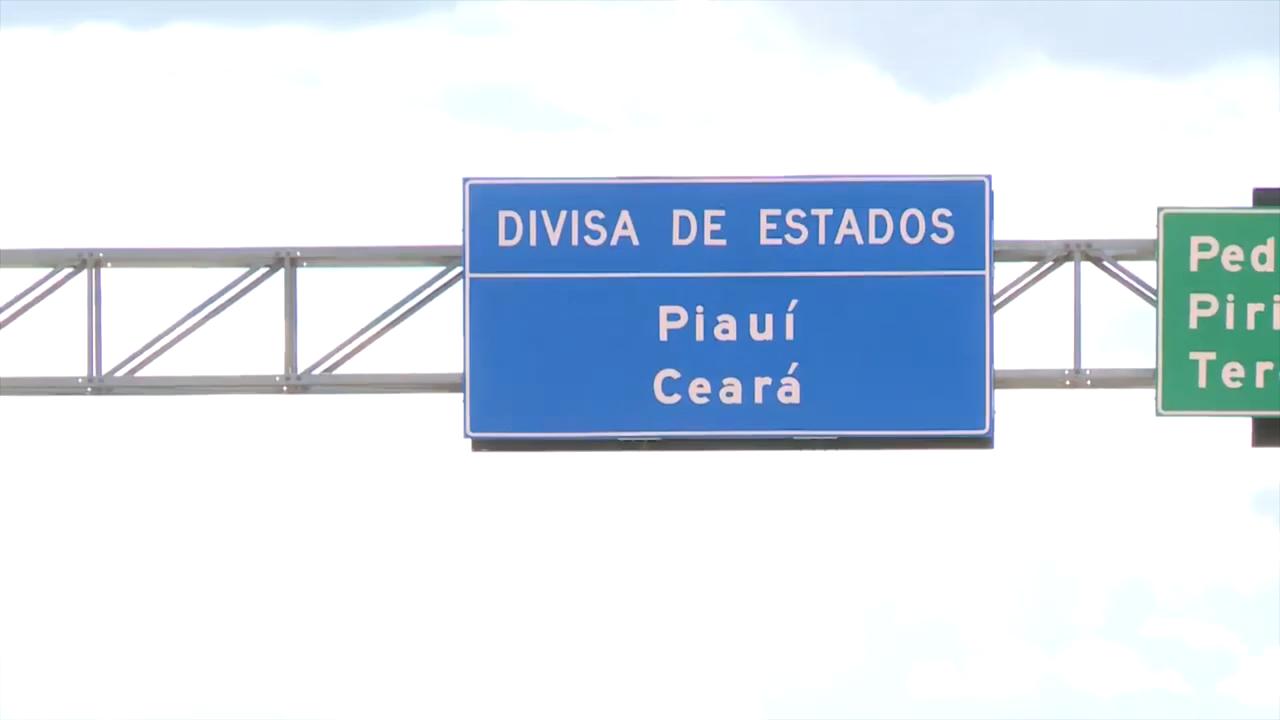 DIVISA DE ESTADOS
Piauí
Ceará
Ped
Piri
Ter